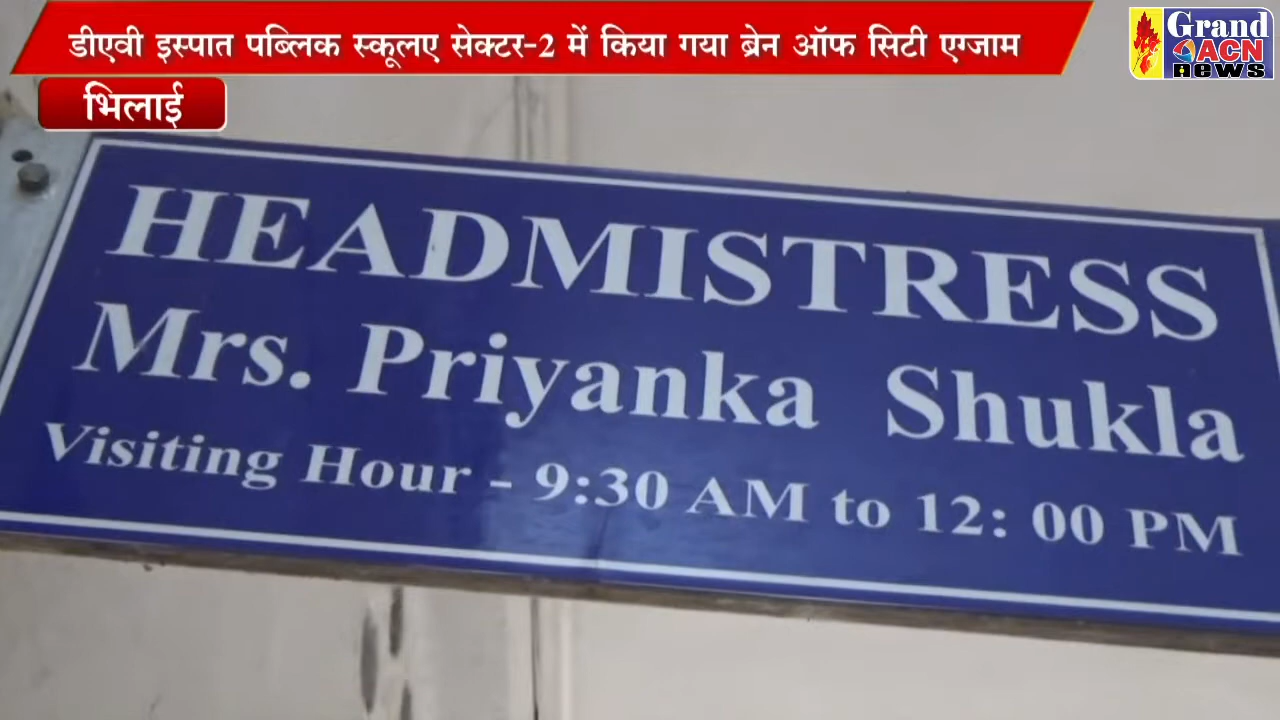 डीएवी इस्पात पब्लिक स्कूलए सेक्टर-2 में किया गया ब्रेन ऑफ सिटी एग्जाम
Grand
ACN
news
भिलाई
HEADMISTRESS
Mrs. Priyanka Shukla
Visiting Hour - 9:30 AM to 12: 00 PM